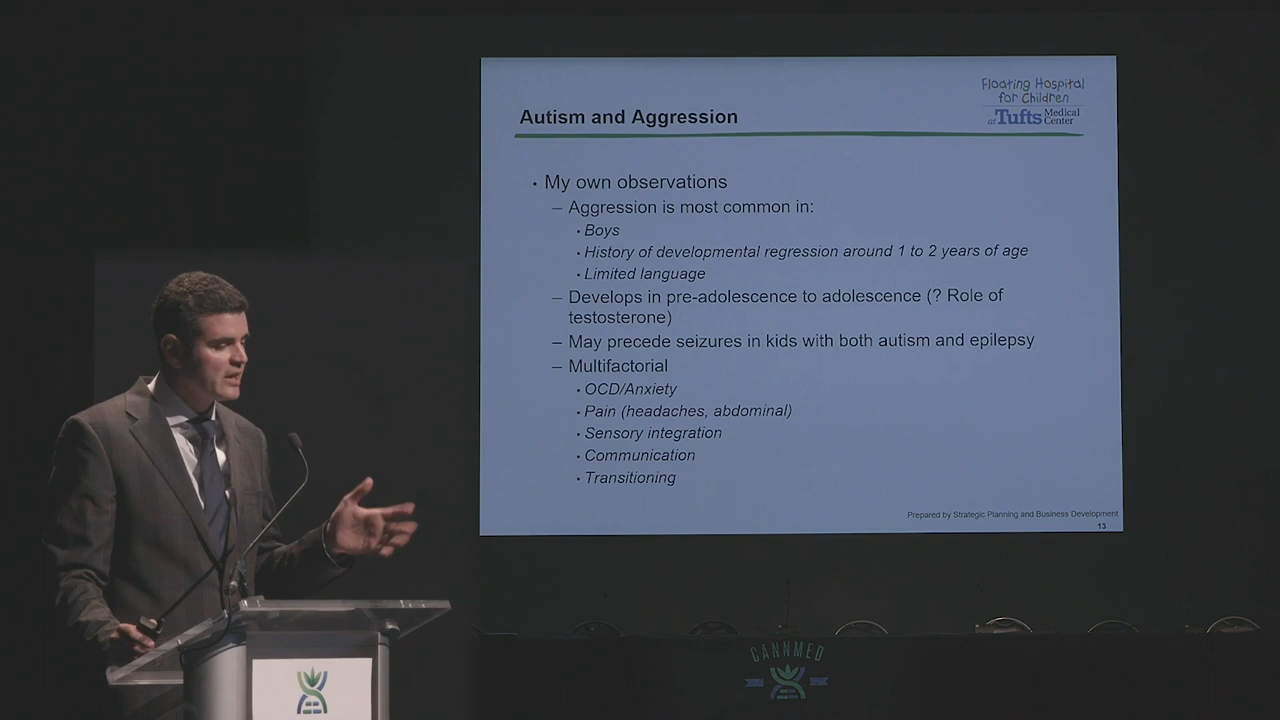 Floating Hospital
for Children
at Tufts Medical
Center
Autism and Aggression
• My own observations
– Aggression is most common in:
• Boys
• History of developmental regression around 1 to 2 years of age
• Limited language
– Develops in pre-adolescence to adolescence (? Role of
testosterone)
– May precede seizures in kids with both autism and epilepsy
– Multifactorial
• OCD/Anxiety
• Pain (headaches, abdominal)
• Sensory integration
• Communication
• Transitioning
Prepared by Strategic Planning and Business Development
13
CANNMED